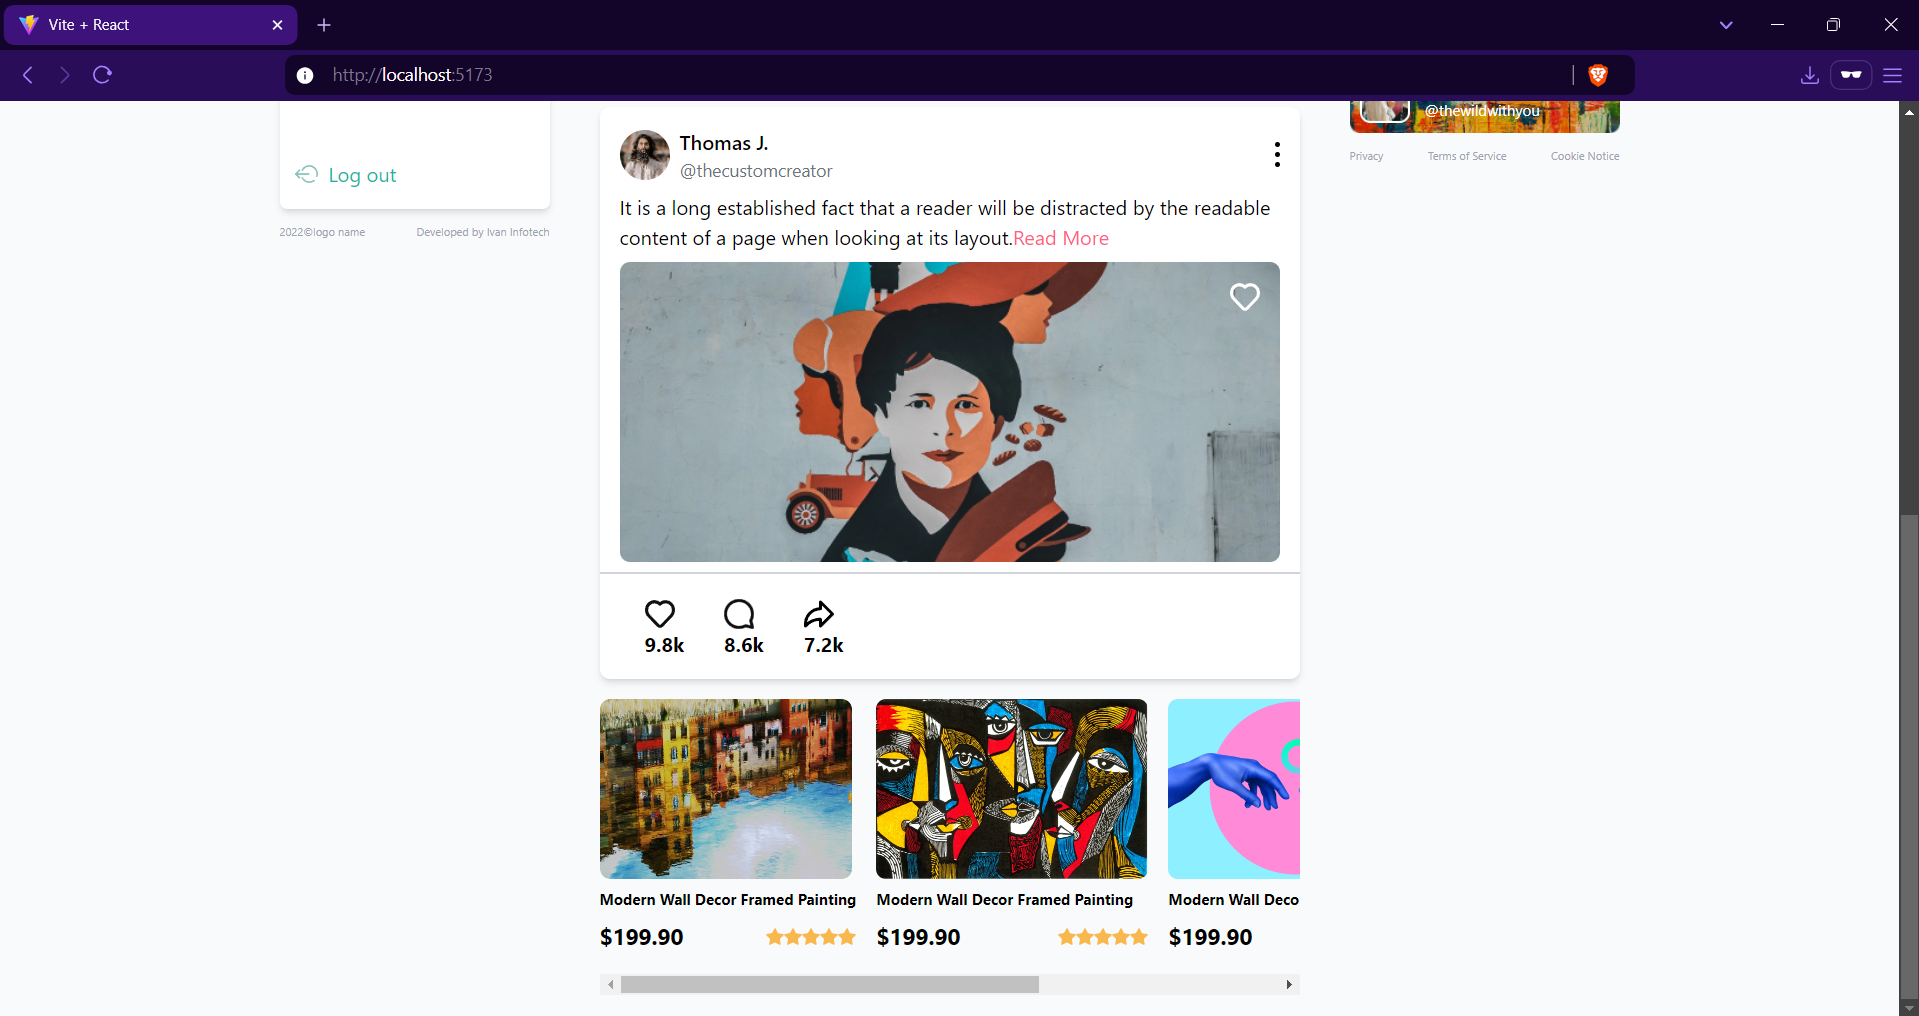 Vite + React
http://localhost:5173
Log out
2022©logo name
Developed by Ivan Infotech
Thomas J.
@thecustomcreator
It is a long established fact that a reader will be distracted by the readable
content of a page when looking at its layout.Read More
9.8k
8.6k
7.2k
Modern Wall Decor Framed Painting
$199.90
Modern Wall Decor Framed Painting
$199.90
Modern Wall Deco
$199.90
@thewildwithyou
Privacy
Terms of Service
Cookie Notice